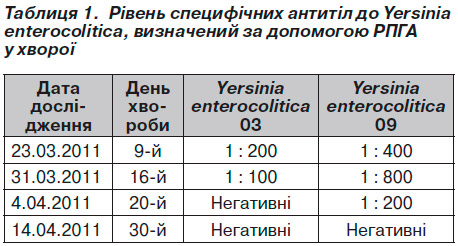 Таблиця 1. Рівень специфічних антитіл до Yersinia
enterocolitica, визначений за допомогою РПГА
у хворої
Дата дослі-дження День хво-роби Yersinia enterocolitica 03 Yersinia enterocolitica 09
23.03.2011 9-й 1 : 200 1 : 400
31.03.2011 16-й 1 : 100 1 : 800
4.04.2011 20-й Негативні 1 : 200
14.04.2011 30-й Негативні Негативні